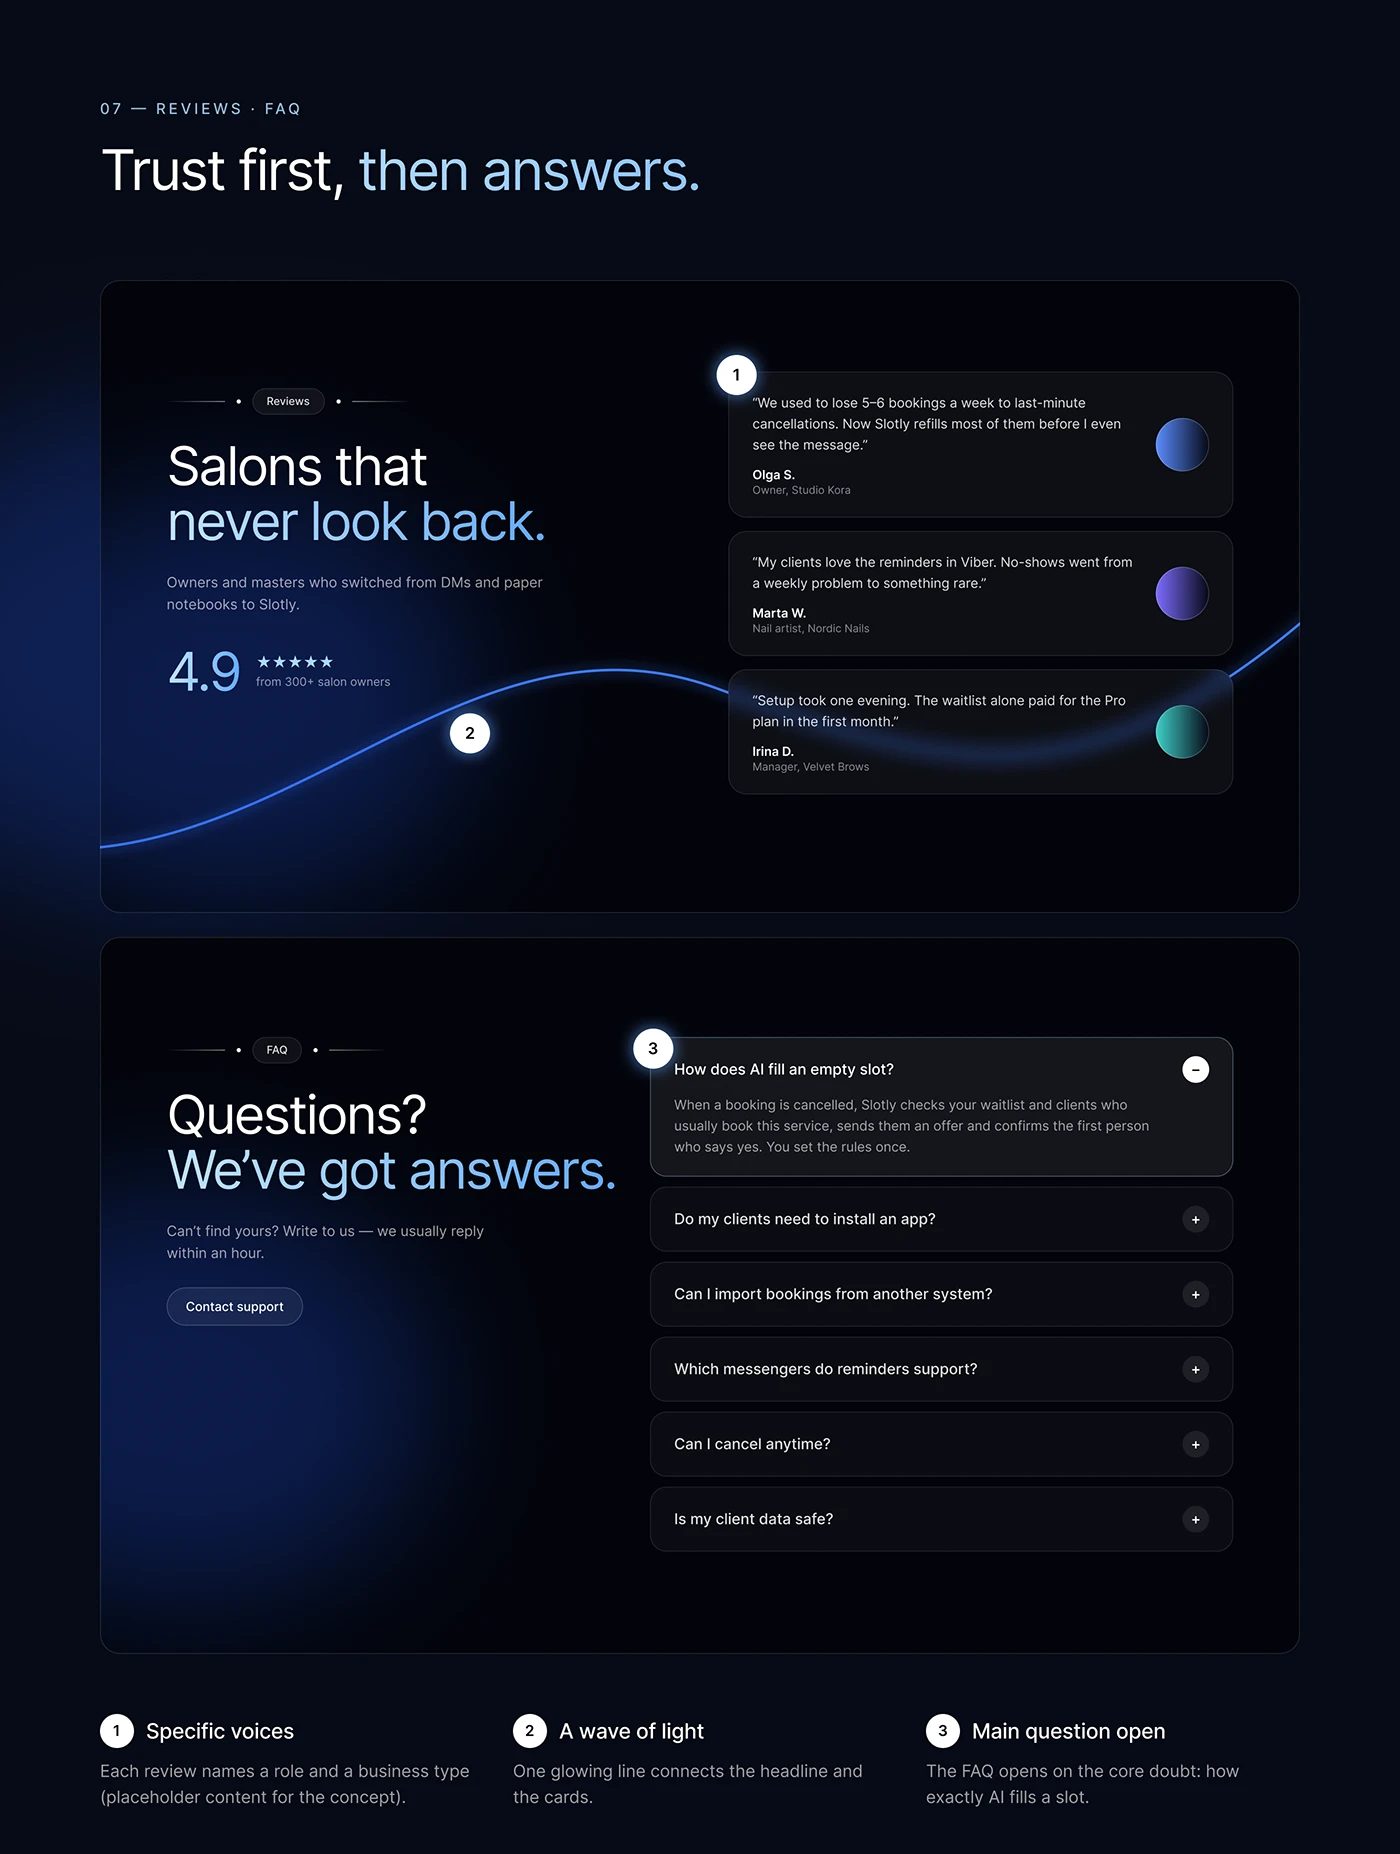 07 — REVIEWS · FAQ
Trust first, then answers.
Reviews
Salons that
never look back.
Owners and masters who switched from DMs and paper
notebooks to Slotly.
4.9
★★★★★
from 300+ salon owners
1
“We used to lose 5–6 bookings a week to last-minute
cancellations. Now Slotly refills most of them before I even
see the message.”
Olga S.
Owner, Studio Kora
“My clients love the reminders in Viber. No-shows went from
a weekly problem to something rare.”
Marta W.
Nail artist, Nordic Nails
2
“Setup took one evening. The waitlist alone paid for the Pro
plan in the first month.”
Irina D.
Manager, Velvet Brows
FAQ
Questions?
We’ve got answers.
Can’t find yours? Write to us — we usually reply
within an hour.
Contact support
3
How does AI fill an empty slot?
−
When a booking is cancelled, Slotly checks your waitlist and clients who
usually book this service, sends them an offer and confirms the first person
who says yes. You set the rules once.
Do my clients need to install an app?
+
Can I import bookings from another system?
+
Which messengers do reminders support?
+
Can I cancel anytime?
+
Is my client data safe?
+
1 Specific voices
Each review names a role and a business type
(placeholder content for the concept).
2 A wave of light
One glowing line connects the headline and
the cards.
3 Main question open
The FAQ opens on the core doubt: how
exactly AI fills a slot.